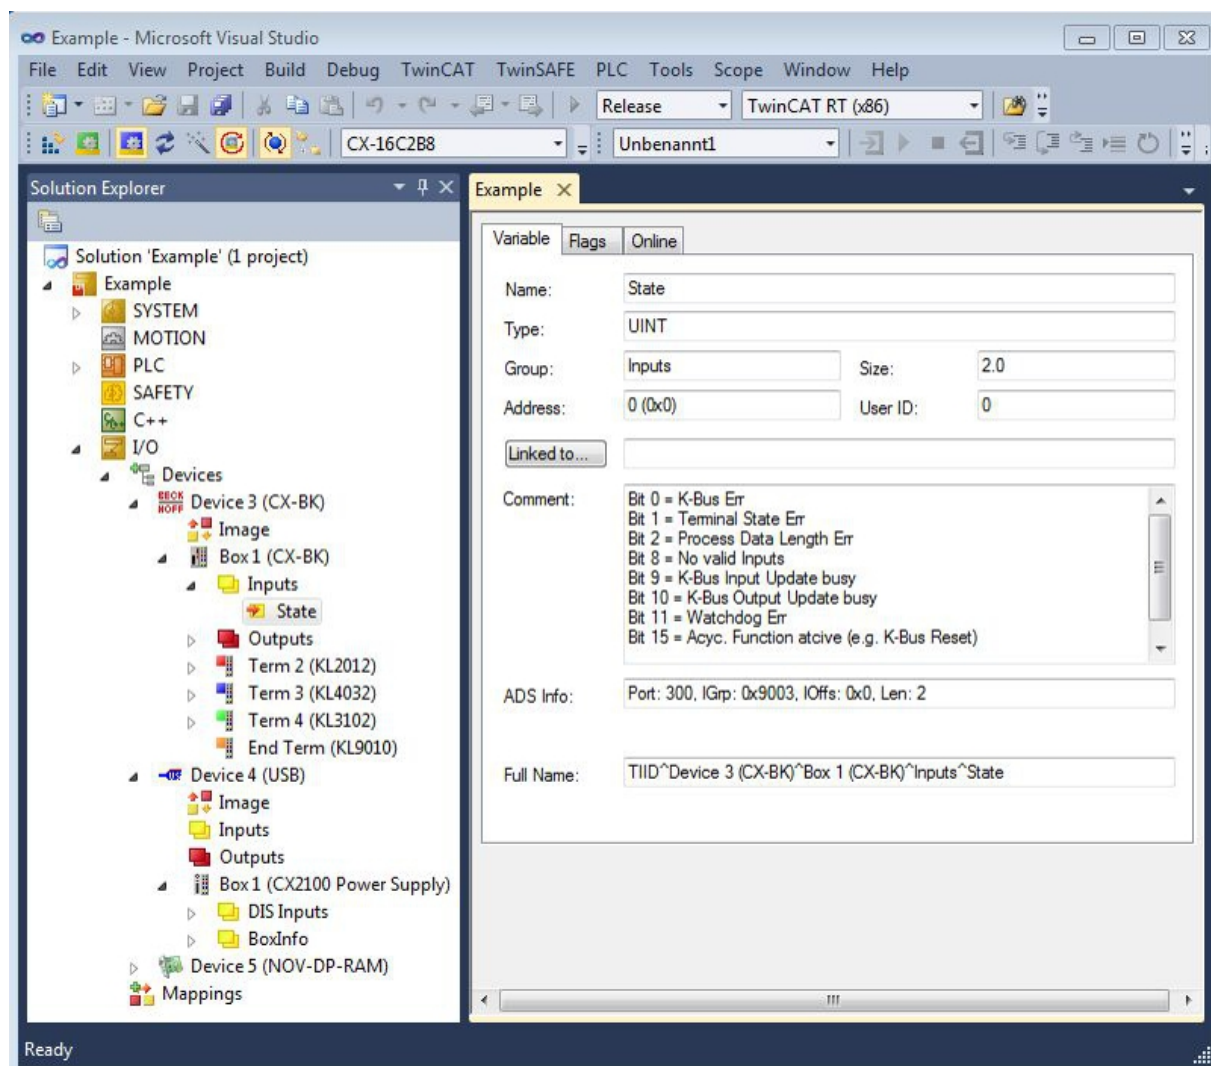 Example - Microsoft Visual Studio
File Edit View Project Build Debug TwinCAT TwinSAFE PLC Tools Scope Window Help
Release TwinCAT RT (x86)
CX-16C2B8 Unbenannt1
Solution Explorer
Example
Solution 'Example' (1 project)
Example
SYSTEM
MOTION
PLC
SAFETY
C++
I/O
Devices
BECK
HOFF
Device 3 (CX-BK)
Image
Box 1 (CX-BK)
Inputs
State
Outputs
Term 2 (KL2012)
Term 3 (KL4032)
Term 4 (KL3102)
End Term (KL9010)
Device 4 (USB)
Image
Inputs
Outputs
Box 1 (CX2100 Power Supply)
DIS Inputs
BoxInfo
Device 5 (NOV-DP-RAM)
Mappings
Variable Flags Online
Name: State
Type: UINT
Group: Inputs Size: 2.0
Address: 0 (0x0) User ID: 0
Linked to...
Comment: Bit 0 = K-Bus Err
Bit 1 = Terminal State Err
Bit 2 = Process Data Length Err
Bit 8 = No valid Inputs
Bit 9 = K-Bus Input Update busy
Bit 10 = K-Bus Output Update busy
Bit 11 = Watchdog Err
Bit 15 = Acyc. Function atcive (e.g. K-Bus Reset)
ADS Info: Port: 300, IGrp: 0x9003, IOffs: 0x0, Len: 2
Full Name: TIID^Device 3 (CX-BK)^Box 1 (CX-BK)^Inputs^State
Ready